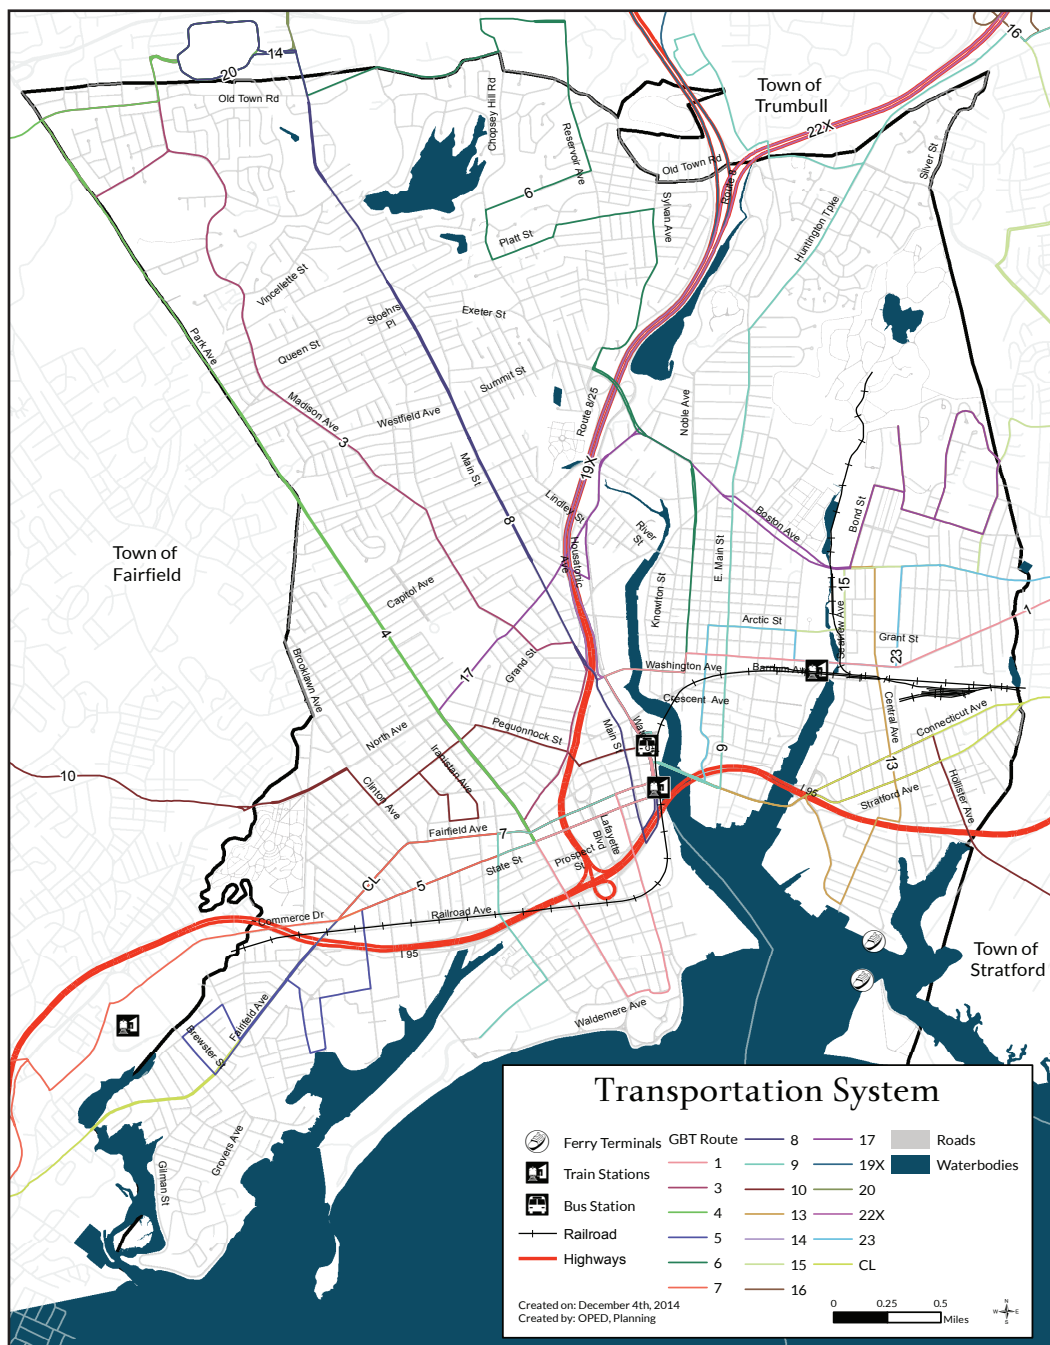 16
14
20
Old Town Rd
Chopsey Hill Rd
Reservoir Ave
Town of
Trumbull
22X
Old Town Rd
Route 8
Silver St
6
Sylvan Ave
Platt St
Huntington Tpke
Vincellette St
Stoehrs
Pl
Exeter St
Park Ave
Queen St
Summit St
Madison Ave
Westfield Ave
Route 8/25
Noble Ave
3
Main St
19X
Lindley St
8
River
St
Boston Ave
Bond St
Town of
Fairfield
Housatonic
Ave
E. Main St
Capitol Ave
Knowlton St
15
Seaview Ave
1
4
Arctic St
Grant St
23
Brooklawn Ave
17
Grand St
Washington Ave
Barnum Ave
Crescent Ave
North Ave
Pequonnock St
Main St
Central Ave
Connecticut Ave
10
Iranistan Ave
9
13
Clinton Ave
I 95
Stratford Ave
Hollister Ave
Fairfield Ave
7
Lafayette
Blvd
State St
Prospect
St
CL
5
Commerce Dr
Railroad Ave
I 95
Town of
Stratford
Fairfield Ave
Brewster St
Waldemere Ave
Grovers Ave
Gilman St
Transportation System
Ferry Terminals
Train Stations
Bus Station
Railroad
Highways
GBT Route
1
3
4
5
6
7
8
9
10
13
14
15
16
17
19X
20
22X
23
CL
Roads
Waterbodies
Created on: December 4th, 2014
Created by: OPED, Planning
0 0.25 0.5
Miles
N
W E
S